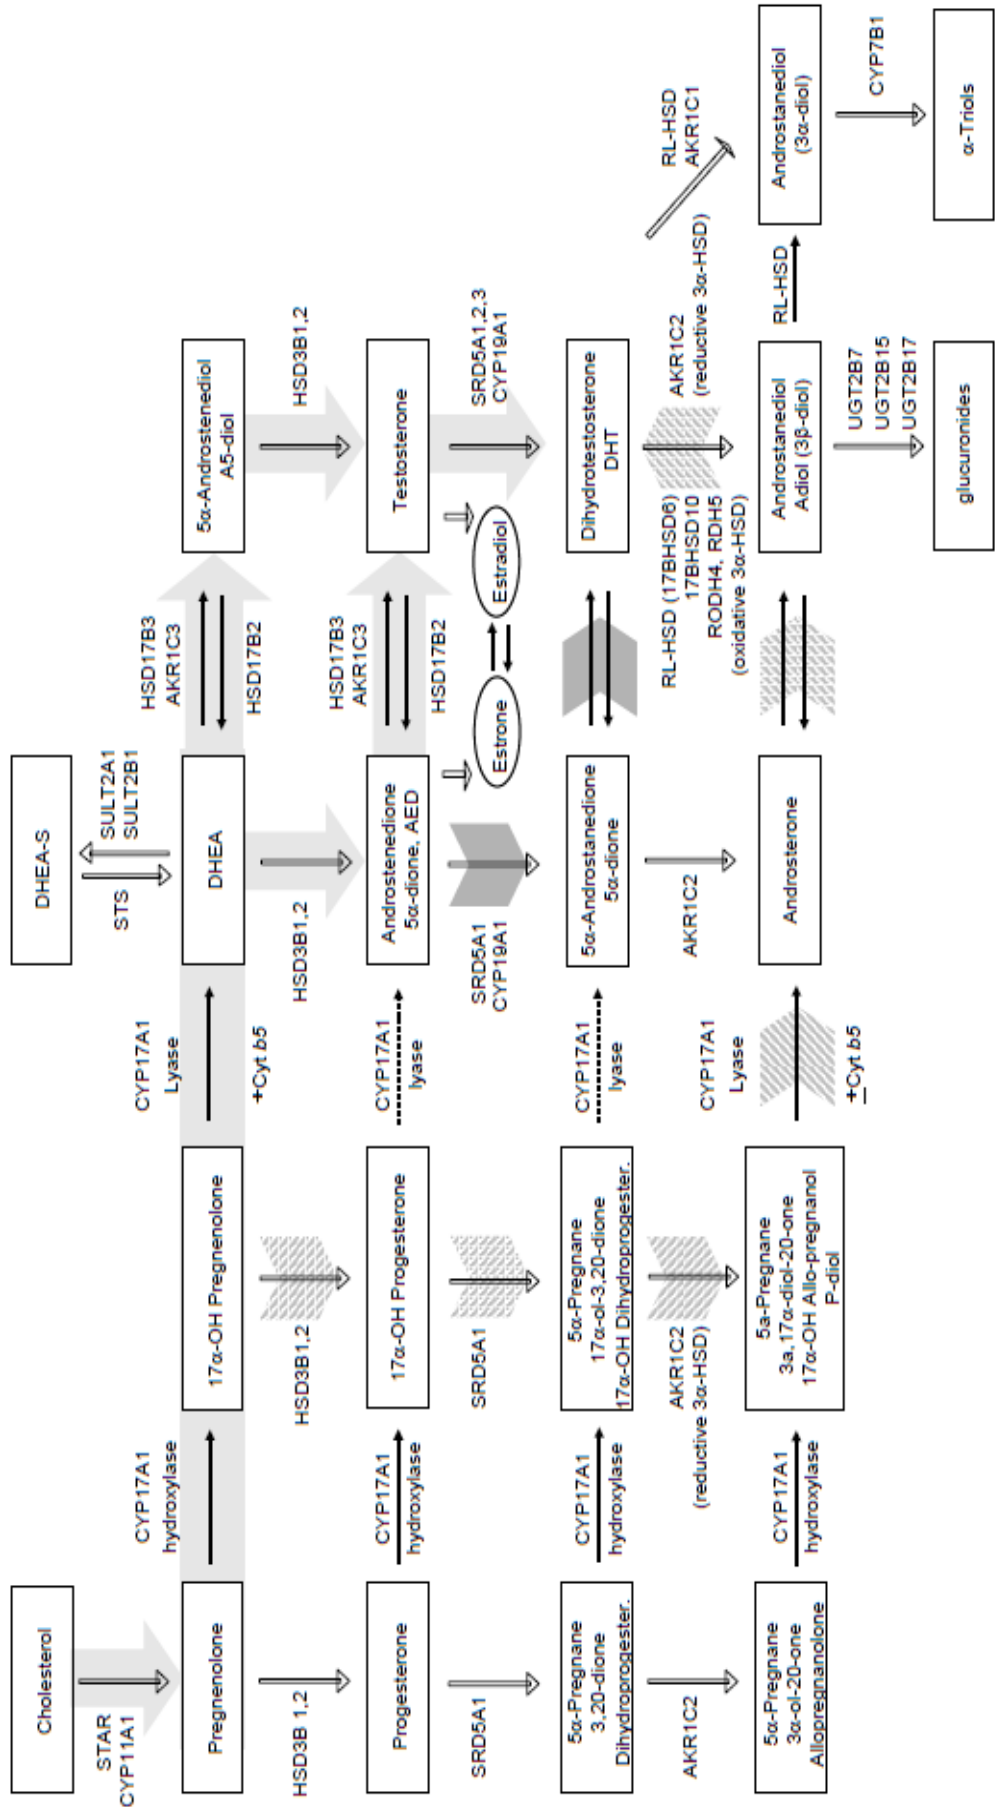 Cholesterol
STAR
CYP11A1
Pregnenolone
CYP17A1
hydroxylase
17α-OH Pregnenolone
CYP17A1
Lyase
+Cyt b5
DHEA-S
STS
SULT2A1
SULT2B1
DHEA
HSD17B3
AKR1C3
HSD17B2
5α-Androstenediol
A5-diol
HSD3B 1,2
HSD3B1,2
HSD3B1,2
HSD3B1,2
Progesterone
CYP17A1
hydroxylase
17α-OH Progesterone
CYP17A1
lyase
Androstenedione
5α-dione, AED
HSD17B3
AKR1C3
HSD17B2
Testosterone
SRD5A1
SRD5A1
SRD5A1
CYP19A1
Estrone
Estradiol
SRD5A1,2,3
CYP19A1
5α-Pregnane
3,20-dione
Dihydroprogester.
CYP17A1
hydroxylase
5α-Pregnane
17α-ol-3,20-dione
17α-OH Dihydroprogester.
CYP17A1
lyase
5α-Androstanedione
5α-dione
Dihydrotestosterone
DHT
AKR1C2
AKR1C2
(reductive 3α-HSD)
AKR1C2
RL-HSD (17BHSD6)
17BHSD10
RODH4, RDH5
(oxidative 3α-HSD)
AKR1C2
(reductive 3α-HSD)
RL-HSD
AKR1C1
5α-Pregnane
3α-ol-20-one
Allopregnanolone
CYP17A1
hydroxylase
5a-Pregnane
3a,17α-diol-20-one
17α-OH Allo-pregnanol
P-diol
CYP17A1
Lyase
±Cyt b5
Androsterone
Androstanediol
Adiol (3β-diol)
RL-HSD
Androstanediol
(3α-diol)
UGT2B7
UGT2B15
UGT2B17
CYP7B1
glucuronides
α-Triols